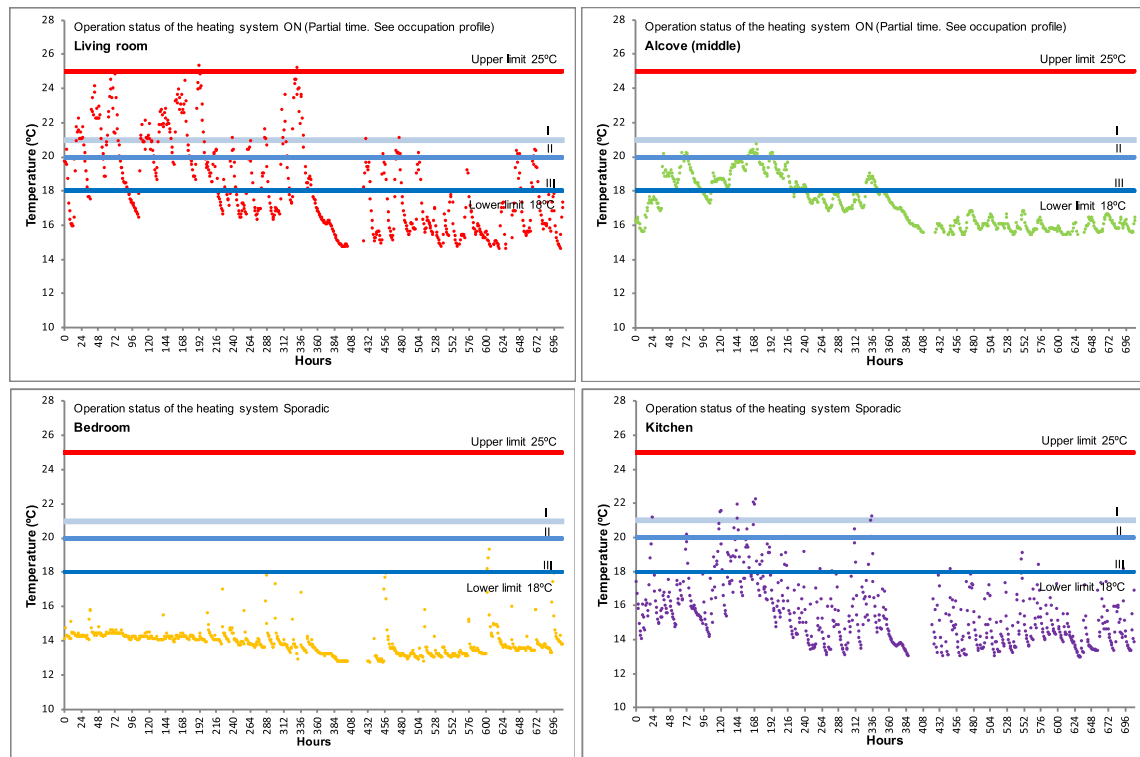 Operation status of the heating system ON (Partial time. See occupation profile)
Living room
Upper limit 25ºC
I
II
III
Lower limit 18ºC
Temperature (ºC)
28
26
24
22
20
18
16
14
12
10
0 24 48 72 96 120 144 168 192 216 240 264 288 312 336 360 384 408 432 456 480 504 528 552 576 600 624 648 672 696
Hours
Operation status of the heating system ON (Partial time. See occupation profile)
Alcove (middle)
Upper limit 25ºC
I
II
III
Lower limit 18ºC
Temperature (ºC)
28
26
24
22
20
18
16
14
12
10
0 24 48 72 96 120 144 168 192 216 240 264 288 312 336 360 384 408 432 456 480 504 528 552 576 600 624 648 672 696
Hours
Operation status of the heating system Sporadic
Bedroom
Upper limit 25ºC
I
II
III
Lower limit 18ºC
Temperature (ºC)
28
26
24
22
20
18
16
14
12
10
0 24 48 72 96 120 144 168 192 216 240 264 288 312 336 360 384 408 432 456 480 504 528 552 576 600 624 648 672 696
Hours
Operation status of the heating system Sporadic
Kitchen
Upper limit 25ºC
I
II
III
Lower limit 18ºC
Temperature (ºC)
28
26
24
22
20
18
16
14
12
10
0 24 48 72 96 120 144 168 192 216 240 264 288 312 336 360 384 408 432 456 480 504 528 552 576 600 624 648 672 696
Hours